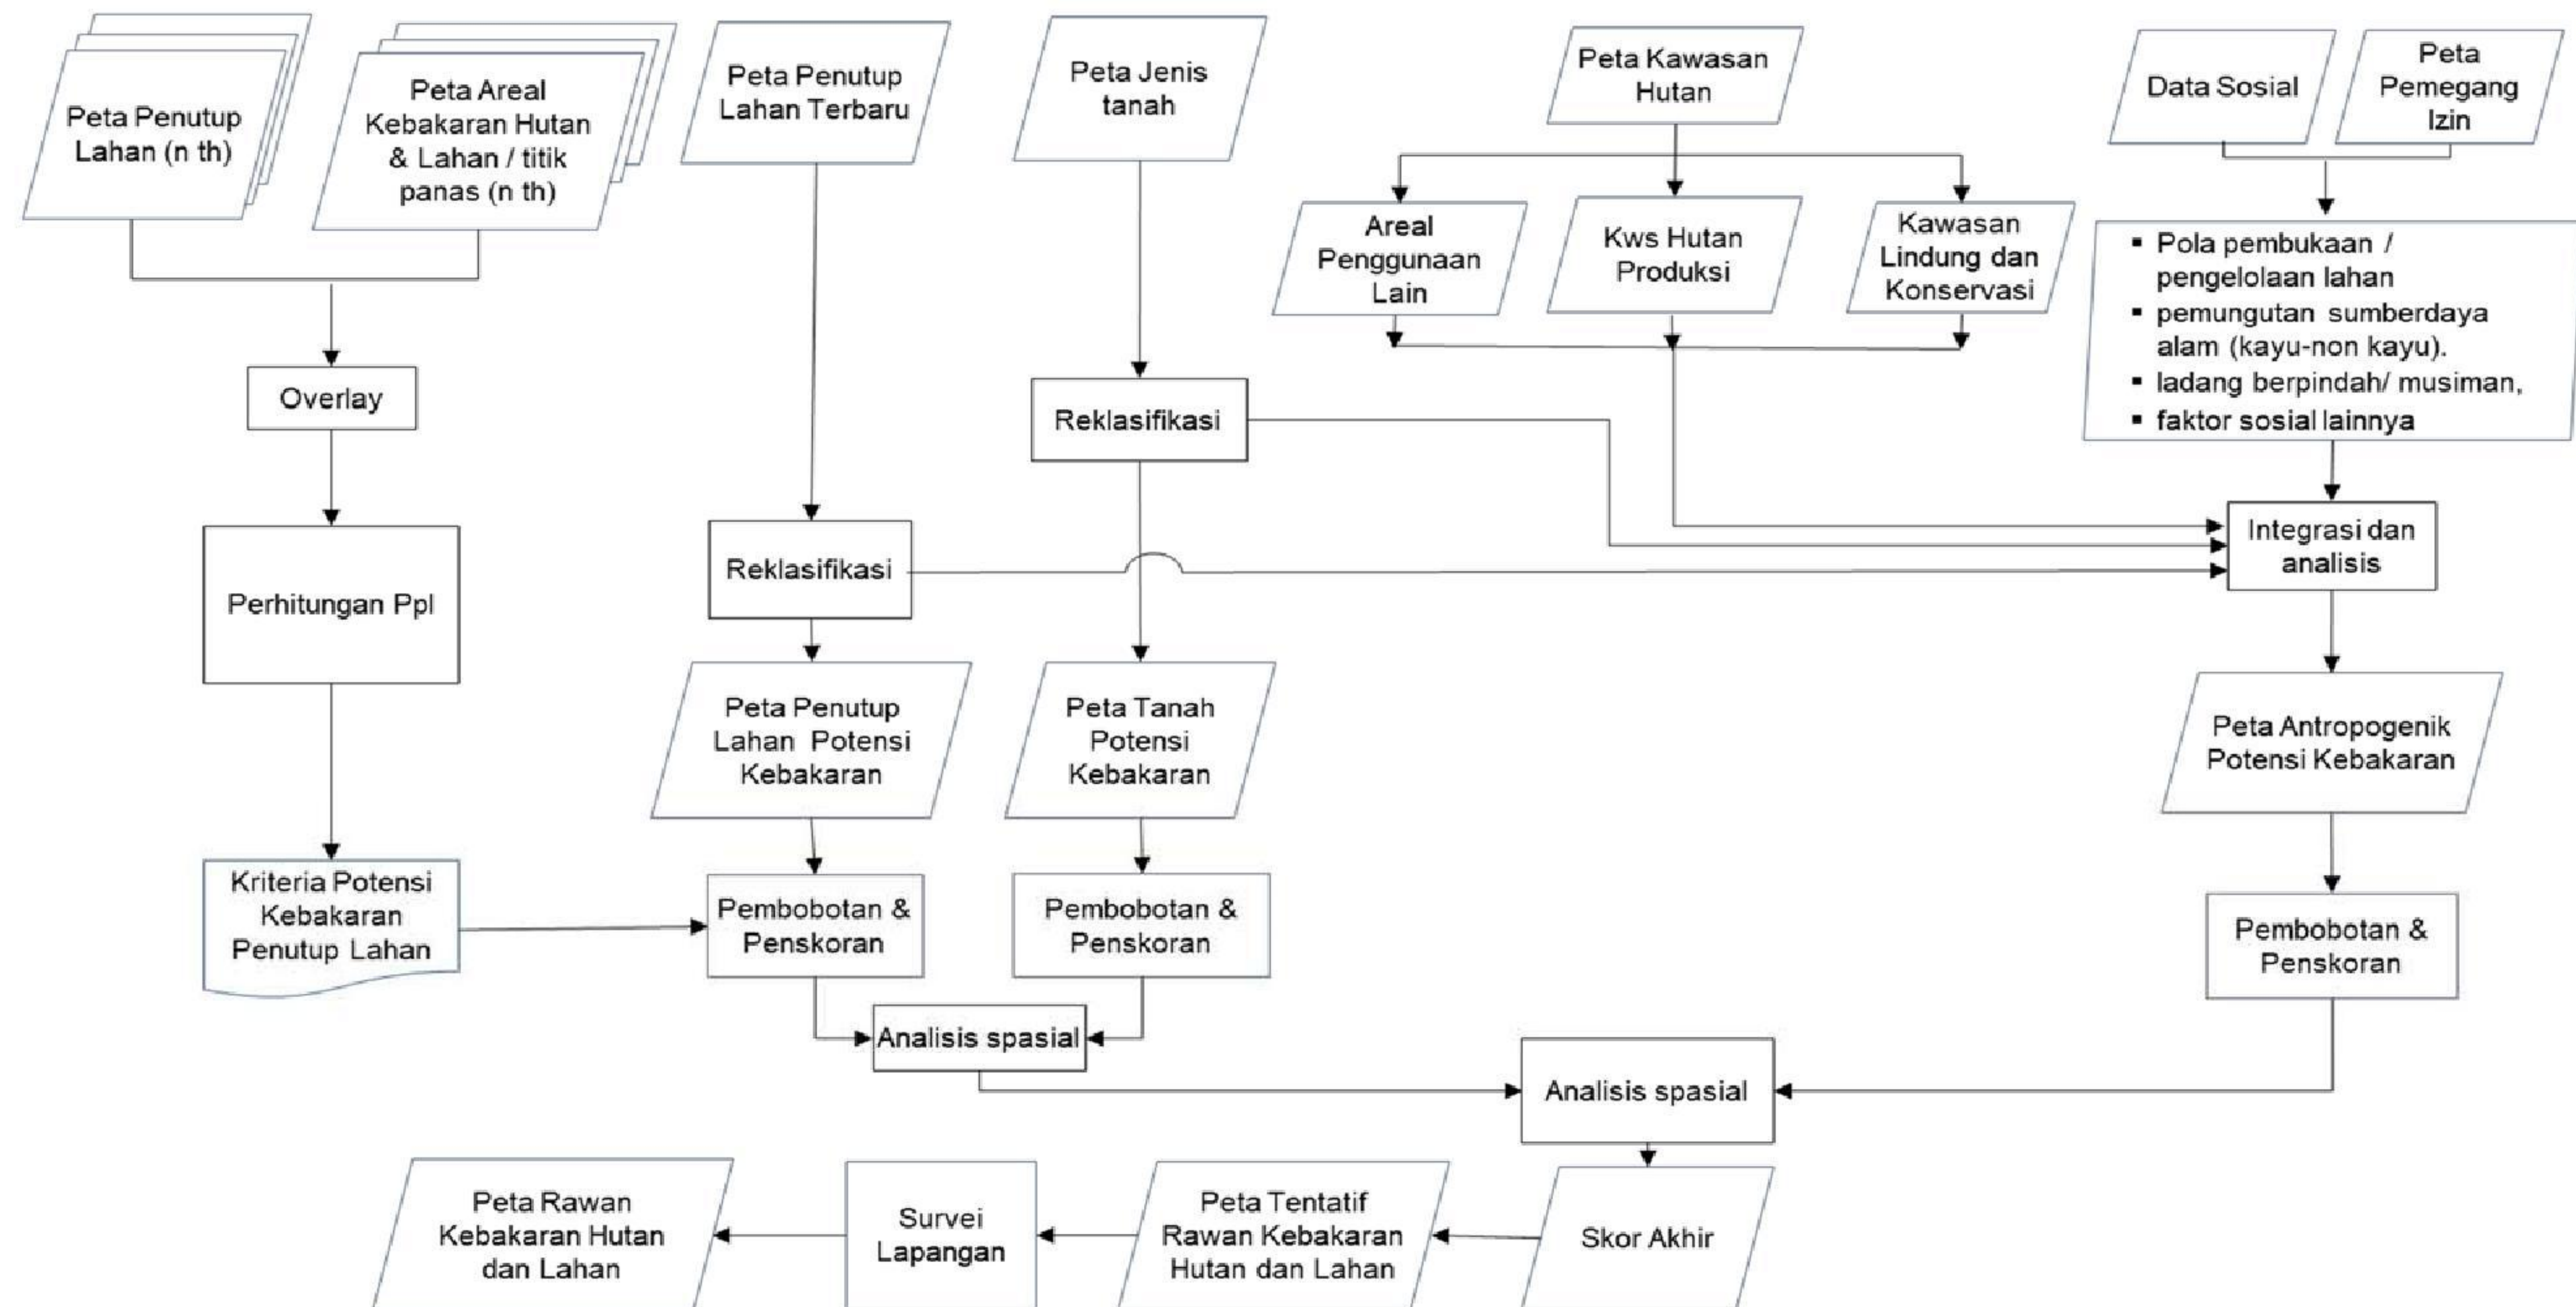 Peta Penutup
Lahan (n th)
Peta Areal
Kebakaran Hutan
& Lahan / titik
panas (n th)
Peta Penutup
Lahan Terbaru
Peta Jenis
tanah
Peta Kawasan
Hutan
Data Sosial
Peta
Pemegang
Izin
Areal
Penggunaan
Lain
Kws Hutan
Produksi
Kawasan
Lindung dan
Konservasi
▪ Pola pembukaan /
pengelolaan lahan
▪ pemungutan sumberdaya
alam (kayu-non kayu).
▪ ladang berpindah/ musiman,
▪ faktor sosial lainnya
Overlay
Reklasifikasi
Perhitungan Ppl
Reklasifikasi
Integrasi dan
analisis
Peta Penutup
Lahan Potensi
Kebakaran
Peta Tanah
Potensi
Kebakaran
Peta Antropogenik
Potensi Kebakaran
Kriteria Potensi
Kebakaran
Penutup Lahan
Pembobotan &
Penskoran
Pembobotan &
Penskoran
Pembobotan &
Penskoran
Analisis spasial
Analisis spasial
Peta Rawan
Kebakaran Hutan
dan Lahan
Survei
Lapangan
Peta Tentatif
Rawan Kebakaran
Hutan dan Lahan
Skor Akhir